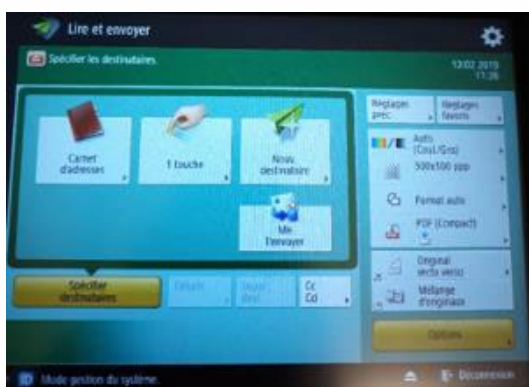 Lire et envoyer
Spécifier les destinataires.
13/02 2019
11:26
Carnet
d'adresses
1 touche
Nouv.
destinataire
Me
l'envoyer
Réglages
préc.
Réglages
favoris
Auto
(Coul./Gris)
300x300 ppp
Format auto
PDF (Compact)
Original
recto verso
Mélange
d'originaux
Spécifier
destinataires
Détails
Cc
Cci
Options
Mode gestion du système.
Déconnexion